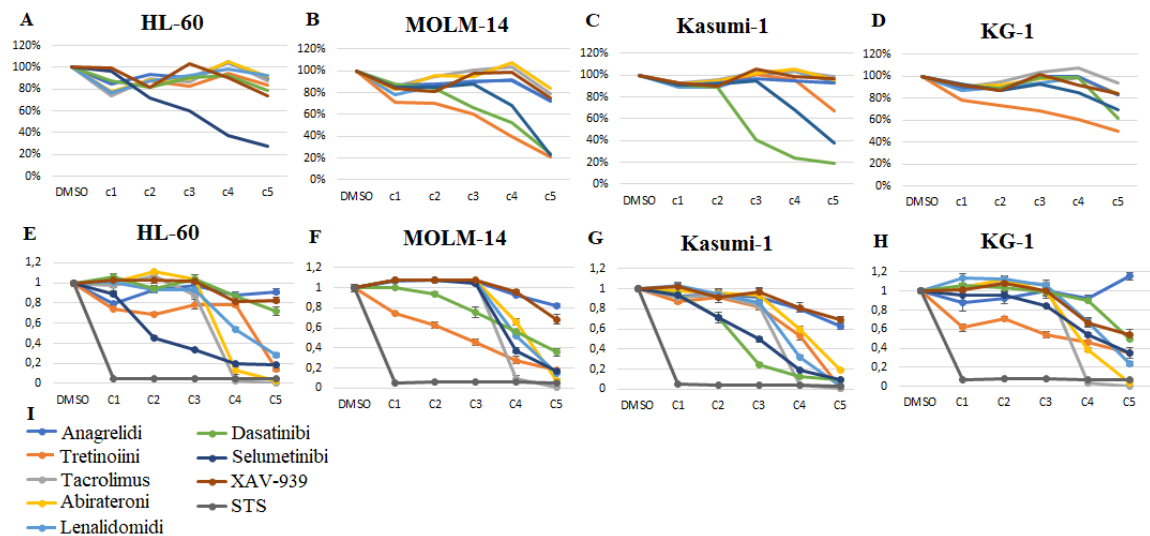 A HL-60
120%
100%
80%
60%
40%
20%
0%
DMSO c1 c2 c3 c4 c5
B MOLM-14
120%
100%
80%
60%
40%
20%
0%
DMSO c1 c2 c3 c4 c5
C Kasumi-1
120%
100%
80%
60%
40%
20%
0%
DMSO c1 c2 c3 c4 c5
D KG-1
120%
100%
80%
60%
40%
20%
0%
DMSO c1 c2 c3 c4 c5
E HL-60
1,2
1
0,8
0,6
0,4
0,2
0
DMSO C1 C2 C3 C4 C5
F MOLM-14
1,2
1
0,8
0,6
0,4
0,2
0
DMSO C1 C2 C3 C4 C5
G Kasumi-1
1,2
1
0,8
0,6
0,4
0,2
0
DMSO C1 C2 C3 C4 C5
H KG-1
1,2
1
0,8
0,6
0,4
0,2
0
DMSO C1 C2 C3 C4 C5
I
Anagrelidi Dasatinibi
Tretinoiini Selumetinibi
Tacrolimus XAV-939
Abirateroni STS
Lenalidomidi